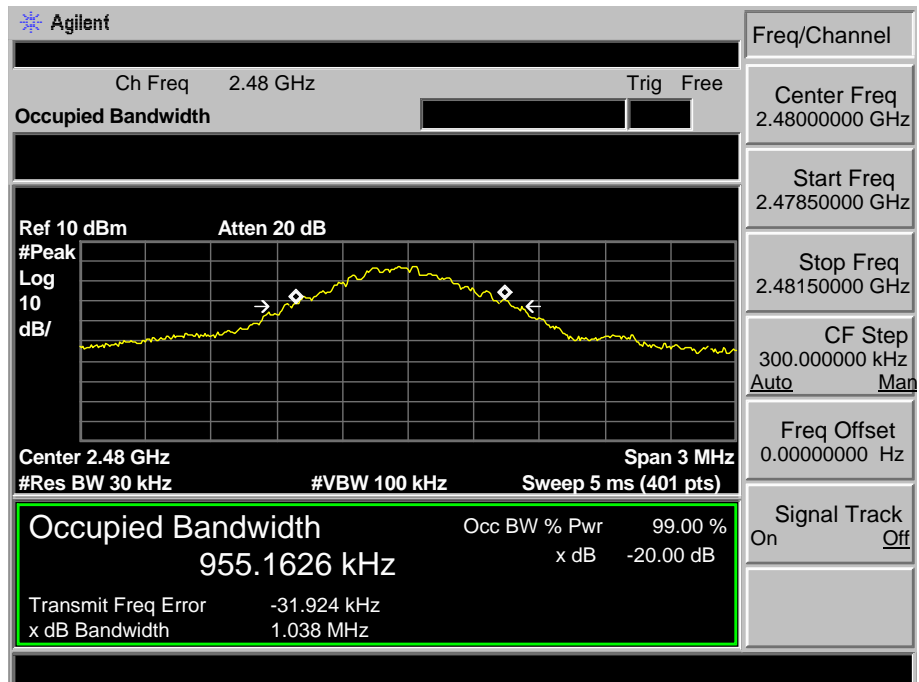 Agilent
Freq/Channel
Ch Freq 2.48 GHz Trig Free
Occupied Bandwidth
Center Freq
2.48000000 GHz
Start Freq
2.47850000 GHz
Stop Freq
2.48150000 GHz
CF Step
300.000000 kHz
Auto Man
Freq Offset
0.00000000 Hz
Signal Track
On Off
Ref 10 dBm Atten 20 dB
#Peak
Log
10
dB/
Center 2.48 GHz Span 3 MHz
#Res BW 30 kHz #VBW 100 kHz Sweep 5 ms (401 pts)
Occupied Bandwidth Occ BW % Pwr 99.00 %
955.1626 kHz x dB -20.00 dB
Transmit Freq Error -31.924 kHz
x dB Bandwidth 1.038 MHz